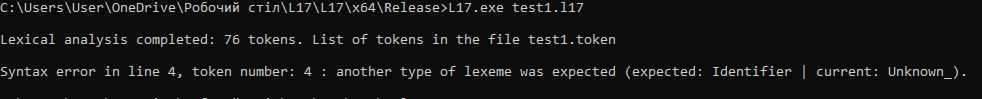 C:\Users\User\OneDrive\Робочий стіл\L17\L17\x64\Release>L17.exe test1.l17
Lexical analysis completed: 76 tokens. List of tokens in the file test1.token
Syntax error in line 4, token number: 4 : another type of lexeme was expected (expected: Identifier | current: Unknown_).